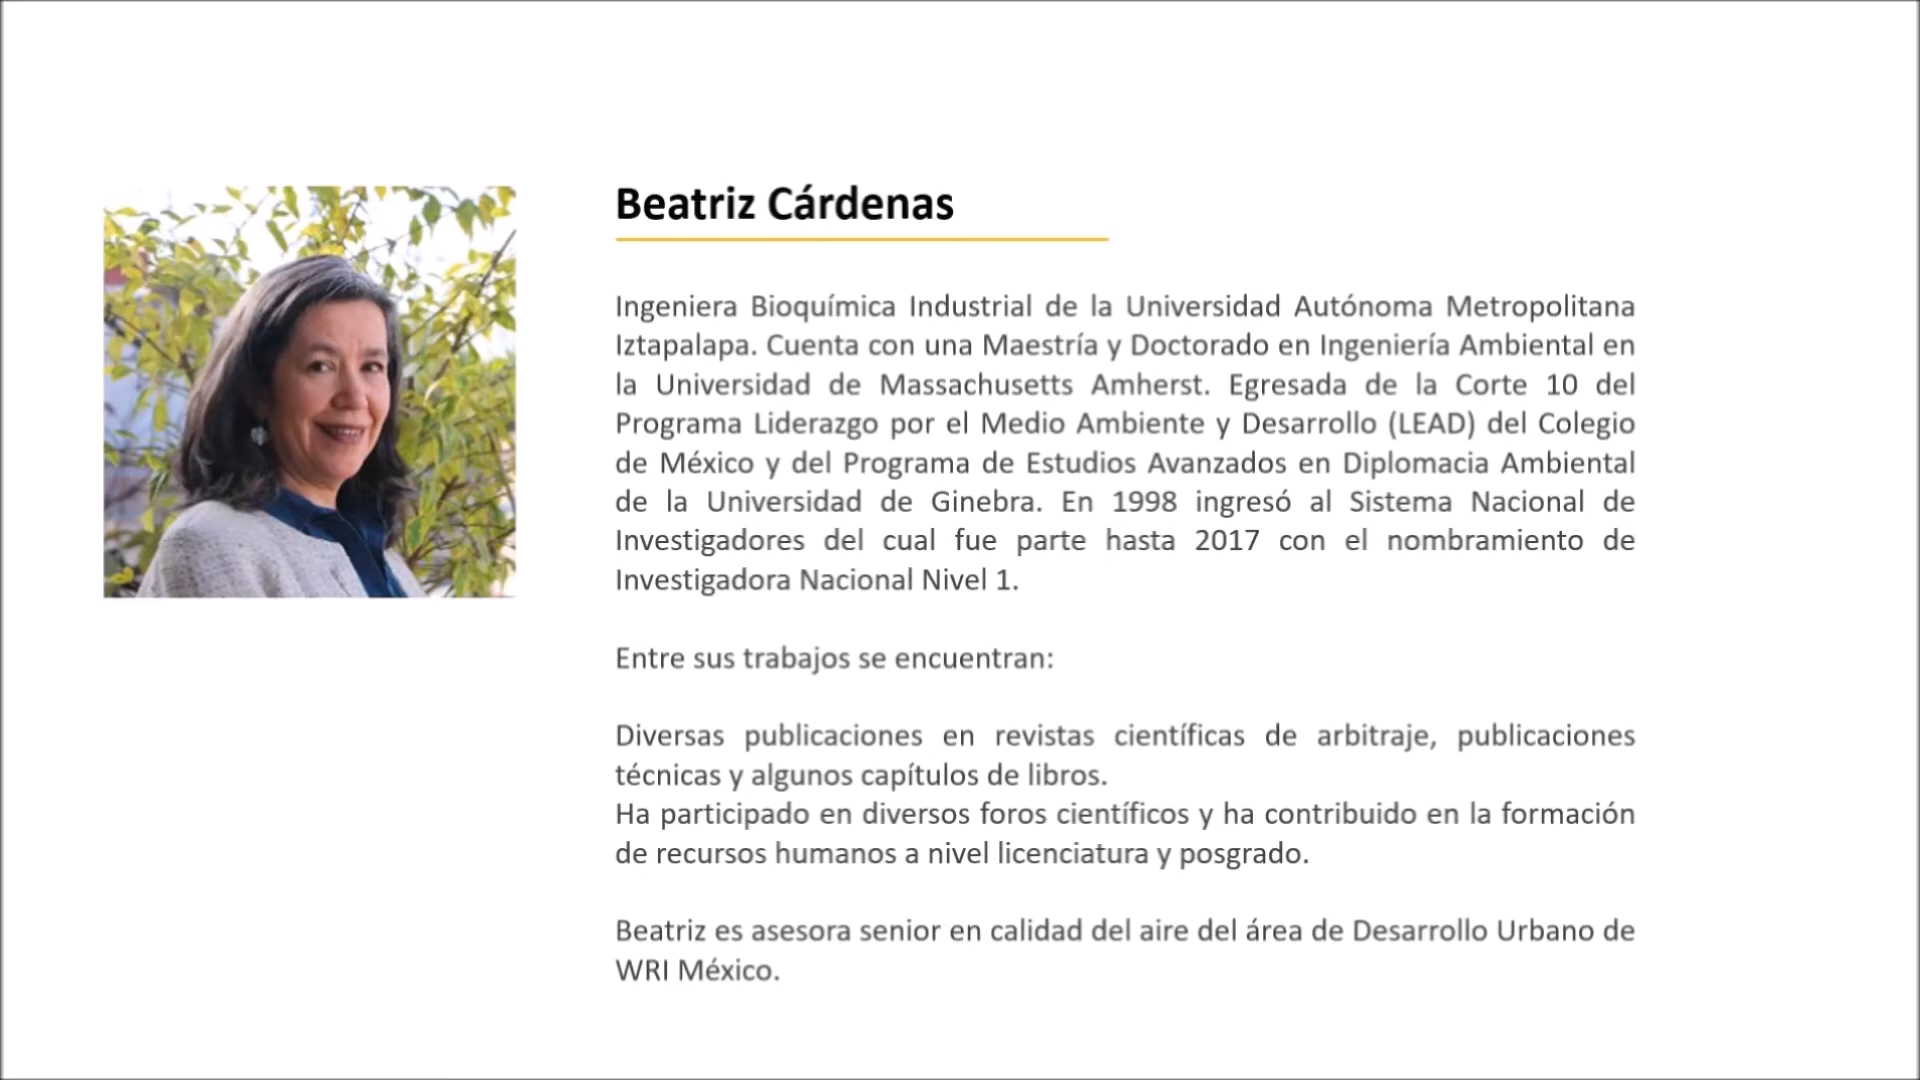 Beatriz Cárdenas
Ingeniera Bioquímica Industrial de la Universidad Autónoma Metropolitana
Iztapalapa. Cuenta con una Maestría y Doctorado en Ingeniería Ambiental en
la Universidad de Massachusetts Amherst. Egresada de la Corte 10 del
Programa Liderazgo por el Medio Ambiente y Desarrollo (LEAD) del Colegio
de México y del Programa de Estudios Avanzados en Diplomacia Ambiental
de la Universidad de Ginebra. En 1998 ingresó al Sistema Nacional de
Investigadores del cual fue parte hasta 2017 con el nombramiento de
Investigadora Nacional Nivel 1.
Entre sus trabajos se encuentran:
Diversas publicaciones en revistas científicas de arbitraje, publicaciones
técnicas y algunos capítulos de libros.
Ha participado en diversos foros científicos y ha contribuido en la formación
de recursos humanos a nivel licenciatura y posgrado.
Beatriz es asesora senior en calidad del aire del área de Desarrollo Urbano de
WRI México.